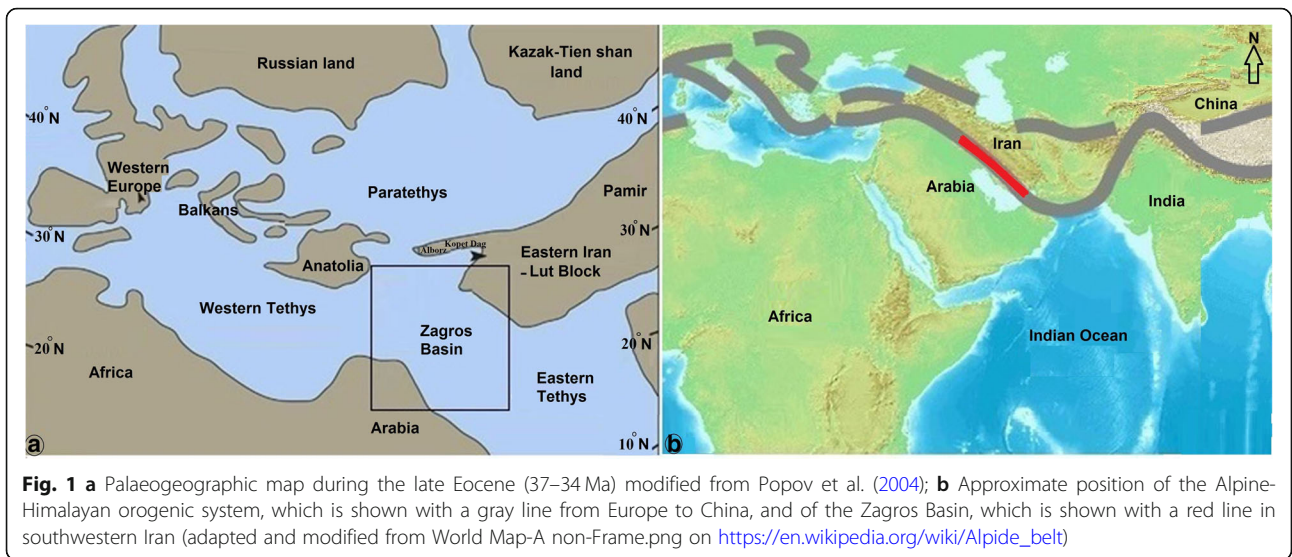 Russian land
Kazak-Tien shan
land
40°N
40°N
Western
Europe
Paratethys
Pamir
Balkans
30°N
30°N
Alborz
Kopet Dag
Anatolia
Eastern Iran
-Lut Block
Western Tethys
Zagros
Basin
20°N
20°N
Africa
Eastern
Tethys
Arabia
10°N
a
N
China
Iran
Arabia
India
Africa
Indian Ocean
b
Fig. 1 a Palaeogeographic map during the late Eocene (37–34 Ma) modified from Popov et al. (2004); b Approximate position of the Alpine-
Himalayan orogenic system, which is shown with a gray line from Europe to China, and of the Zagros Basin, which is shown with a red line in
southwestern Iran (adapted and modified from World Map-A non-Frame.png on https://en.wikipedia.org/wiki/Alpide_belt)